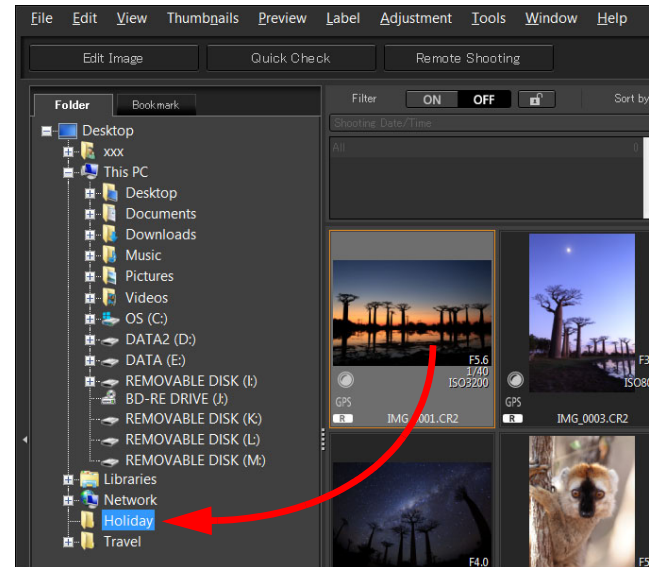 File Edit View Thumbnails Preview Label Adjustment Tools Window Help
Edit Image Quick Check Remote Shooting
Folder Bookmark
Filter ON OFF Sort by
Shooting Date/Time
All 0
Desktop
xxx
This PC
Desktop
Documents
Downloads
Music
Pictures
Videos
OS (C:)
DATA2 (D:)
DATA (E:)
REMOVABLE DISK (I:)
BD-RE DRIVE (J:)
REMOVABLE DISK (K:)
REMOVABLE DISK (L:)
REMOVABLE DISK (M:)
Libraries
Network
Holiday
Travel
F5.6
1/40
ISO3200
GPS
R IMG_0001.CR2
GPS
R IMG_0003.CR2
F4.0